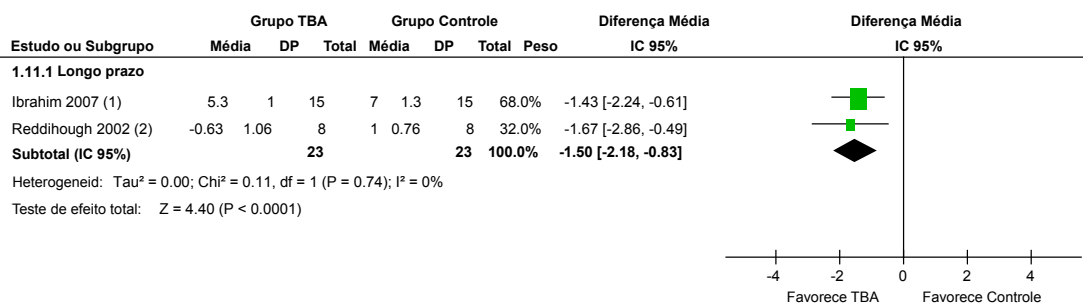 Grupo TBA Grupo Controle Diferença Média Diferença Média
Estudo ou Subgrupo Média DP Total Média DP Total Peso IC 95% IC 95%
1.11.1 Longo prazo
Ibrahim 2007 (1) 5.3 1 15 7 1.3 15 68.0% -1.43 [-2.24, -0.61]
Reddihough 2002 (2) -0.63 1.06 8 1 0.76 8 32.0% -1.67 [-2.86, -0.49]
Subtotal (IC 95%) 23 23 100.0% -1.50 [-2.18, -0.83]
Heterogeneid: Tau² = 0.00; Chi² = 0.11, df = 1 (P = 0.74); I² = 0%
Teste de efeito total: Z = 4.40 (P < 0.0001)
-4 -2 0 2 4
Favorece TBA Favorece Controle